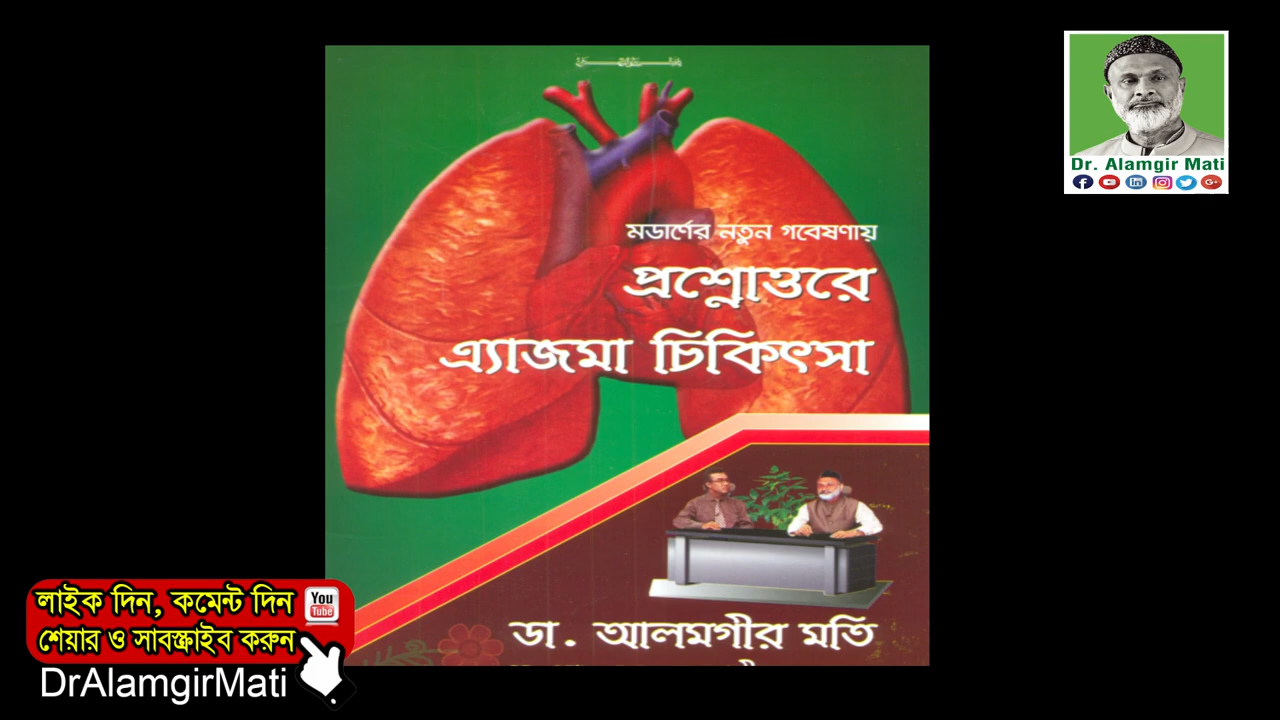 Dr. Alamgir Mati
মডার্ণের নতুন গবেষণায়
প্রশ্নোত্তরে
এ্যাজমা চিকিৎসা
ডা. আলমগীর মতি
লাইক দিন, কমেন্ট দিন
You
Tube
শেয়ার ও সাবস্ক্রাইব করুন
DrAlamgirMati